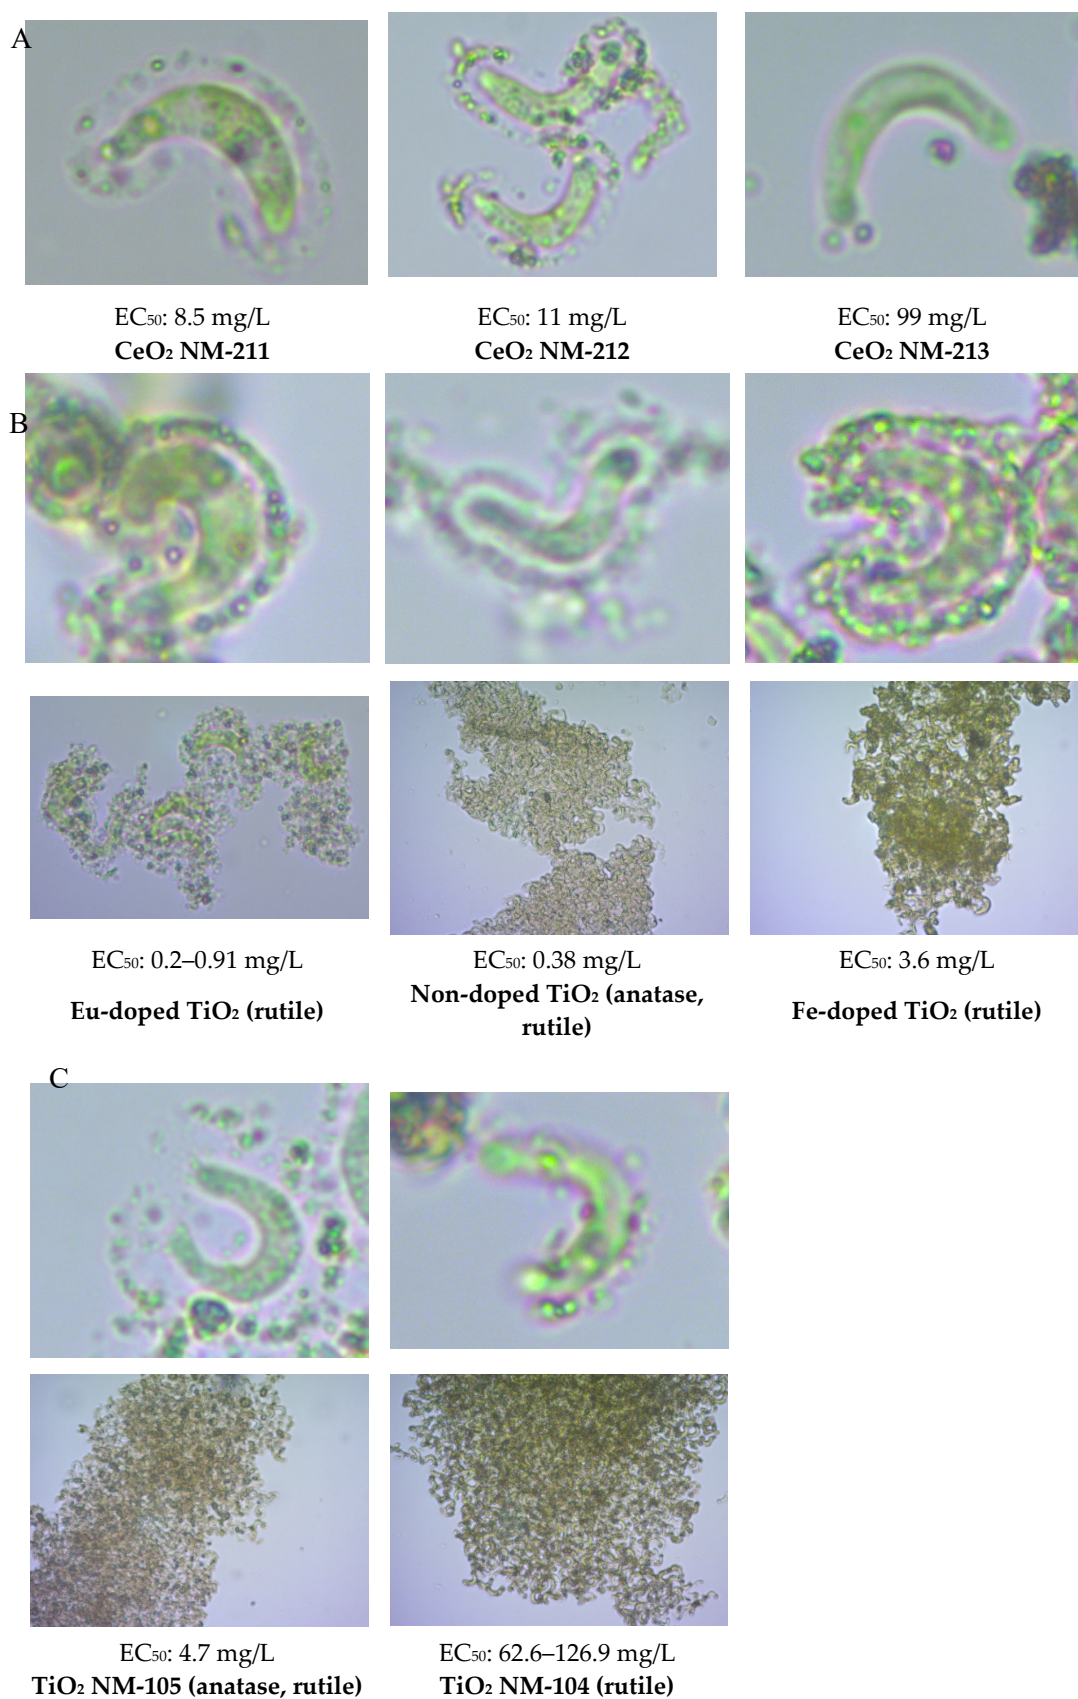 A
EC₅₀: 8.5 mg/L
CeO₂ NM-211
EC₅₀: 11 mg/L
CeO₂ NM-212
EC₅₀: 99 mg/L
CeO₂ NM-213
B
EC₅₀: 0.2–0.91 mg/L
Eu-doped TiO₂ (rutile)
EC₅₀: 0.38 mg/L
Non-doped TiO₂ (anatase,
rutile)
EC₅₀: 3.6 mg/L
Fe-doped TiO₂ (rutile)
C
EC₅₀: 4.7 mg/L
TiO₂ NM-105 (anatase, rutile)
EC₅₀: 62.6–126.9 mg/L
TiO₂ NM-104 (rutile)